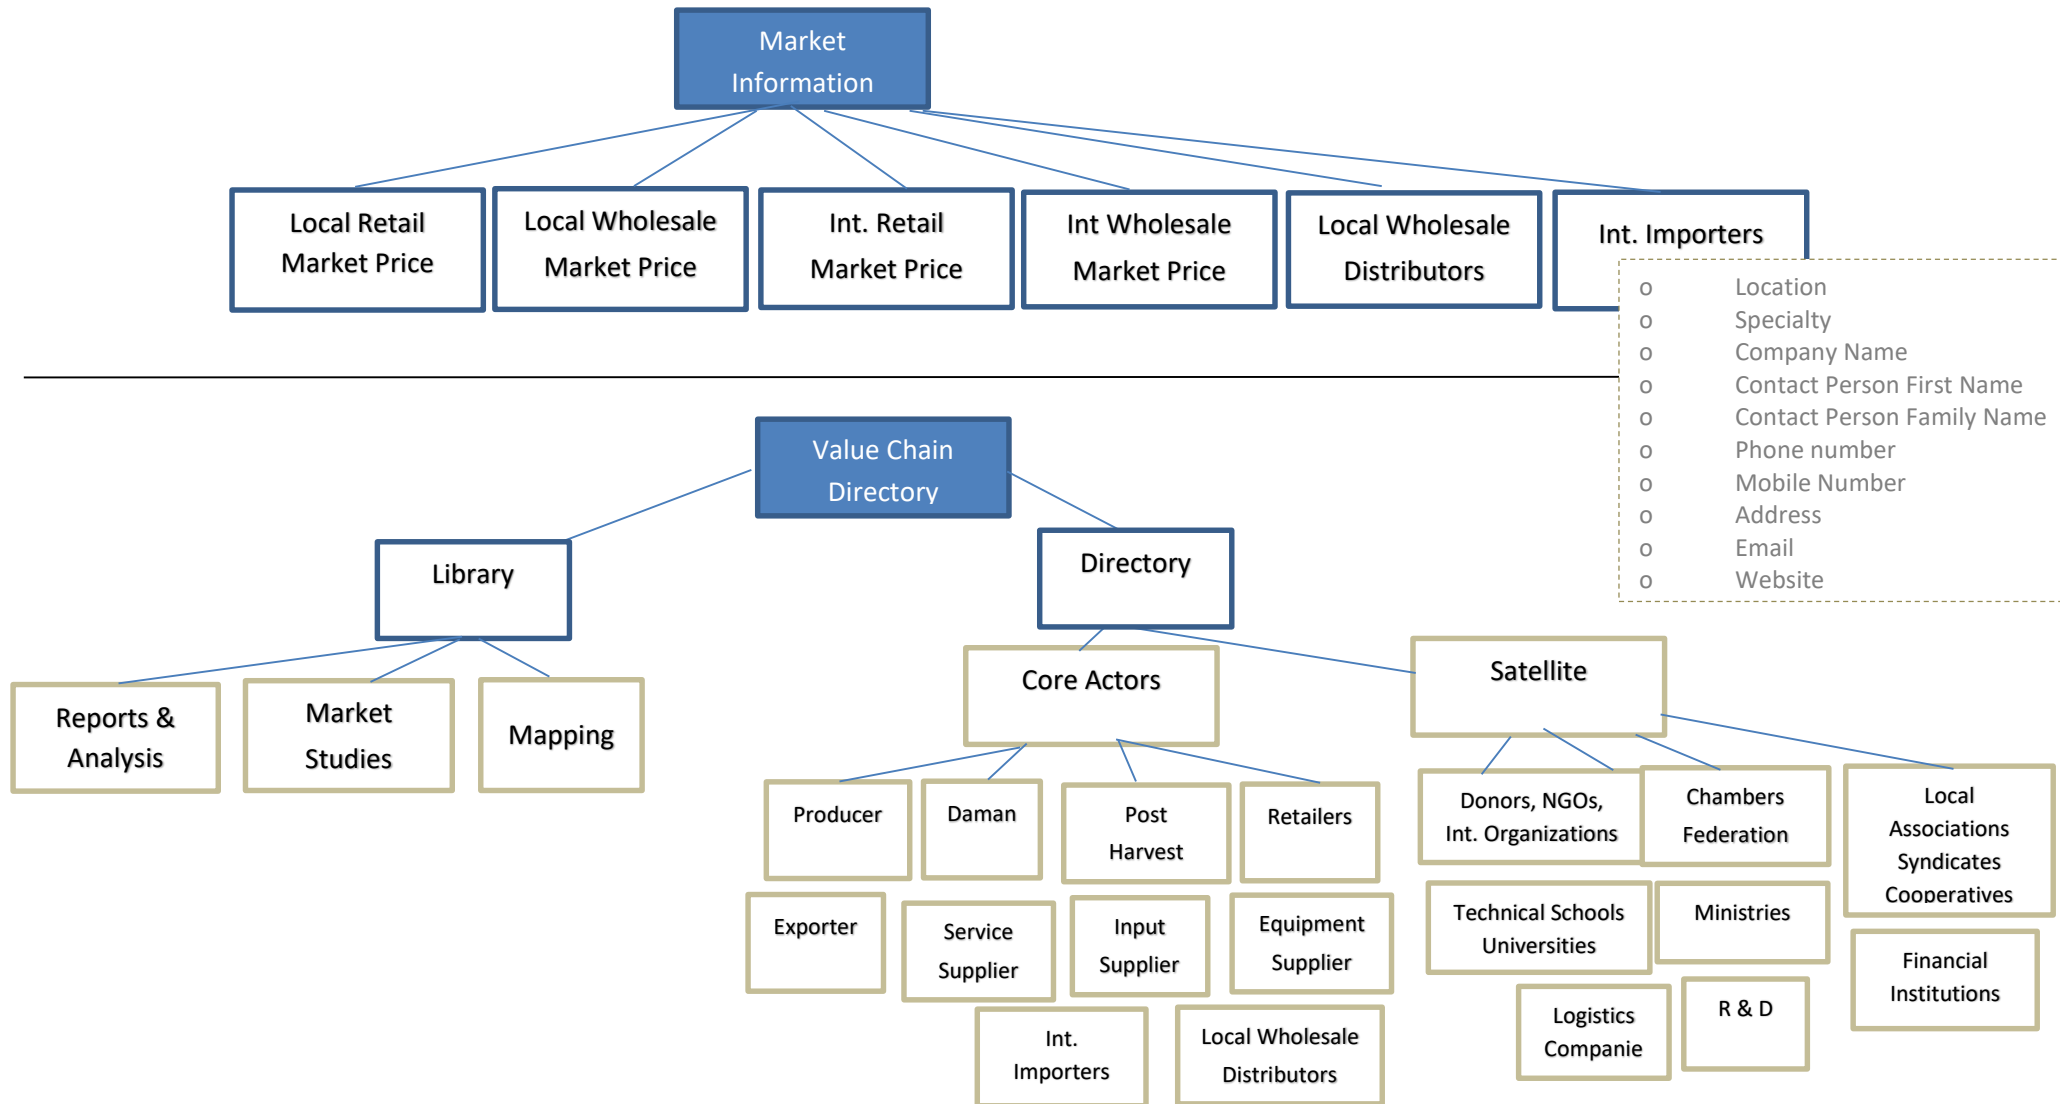 Market
Information
Local Retail
Market Price
Local Wholesale
Market Price
Int. Retail
Market Price
Int Wholesale
Market Price
Local Wholesale
Distributors
Int. Importers
o Location
o Specialty
o Company Name
o Contact Person First Name
o Contact Person Family Name
o Phone number
o Mobile Number
o Address
o Email
o Website
Value Chain
Directory
Library
Directory
Reports &
Analysis
Market
Studies
Mapping
Core Actors
Satellite
Producer
Daman
Post
Harvest
Retailers
Donors, NGOs,
Int. Organizations
Chambers
Federation
Local
Associations
Syndicates
Cooperatives
Exporter
Service
Supplier
Input
Supplier
Equipment
Supplier
Technical Schools
Universities
Ministries
Financial
Institutions
Int.
Importers
Local Wholesale
Distributors
Logistics
Companie
R & D